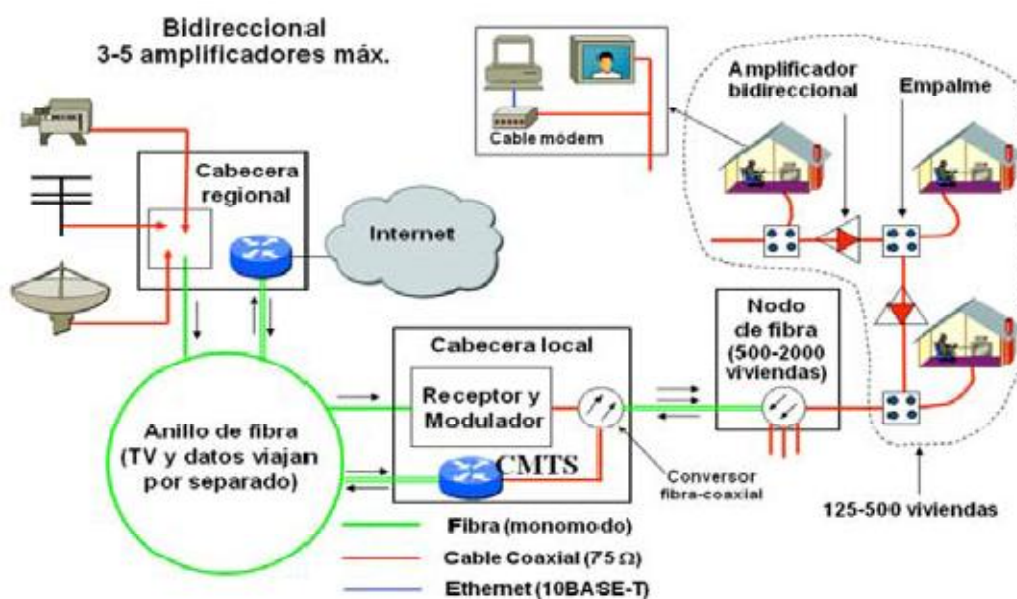 Bidireccional
3-5 amplificadores máx.
Cable módem
Amplificador
bidireccional
Empalme
Cabecera
regional
Internet
Nodo
de fibra
(500-2000
viviendas)
Cabecera local
Receptor y
Modulador
CMTS
Anillo de fibra
(TV y datos viajan
por separado)
Conversor
fibra-coaxial
125-500 viviendas
Fibra (monomodo)
Cable Coaxial (75 Ω)
Ethernet (10BASE-T)